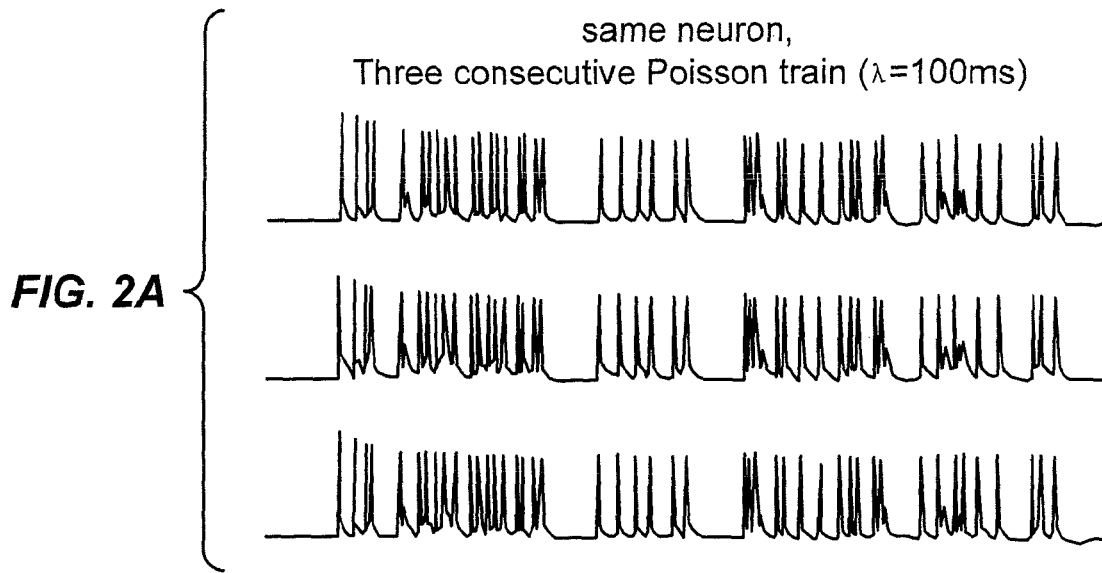 same neuron,
Three consecutive Poisson train (λ=100ms)
FIG. 2A